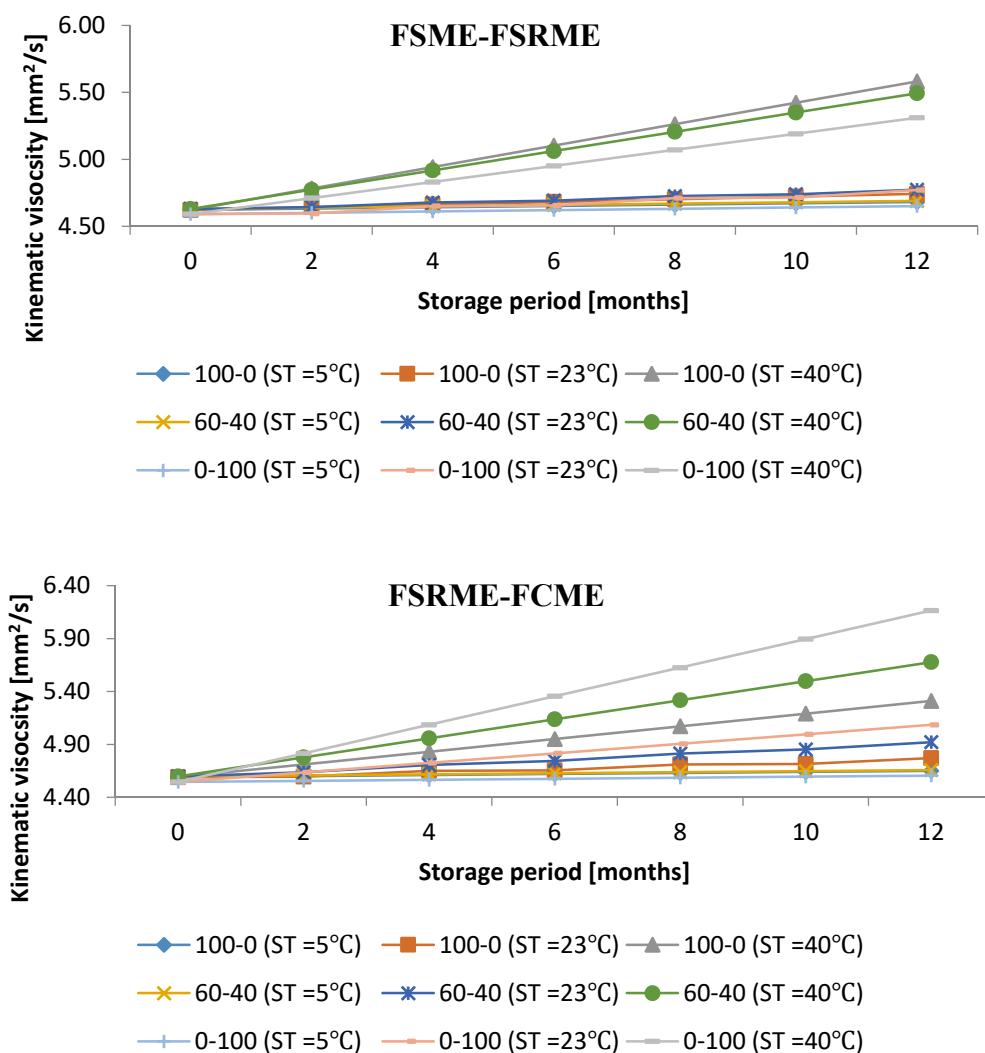 FSME-FSRME
Kinematic visocsity [mm²/s]
6.00
5.50
5.00
4.50
0 2 4 6 8 10 12
Storage period [months]
100-0 (ST =5℃) 100-0 (ST =23℃) 100-0 (ST =40℃)
60-40 (ST =5℃) 60-40 (ST =23℃) 60-40 (ST =40℃)
0-100 (ST =5℃) 0-100 (ST =23℃) 0-100 (ST =40℃)
FSRME-FCME
Kinematic visocsity [mm²/s]
6.40
5.90
5.40
4.90
4.40
0 2 4 6 8 10 12
Storage period [months]
100-0 (ST =5℃) 100-0 (ST =23℃) 100-0 (ST =40℃)
60-40 (ST =5℃) 60-40 (ST =23℃) 60-40 (ST =40℃)
0-100 (ST =5℃) 0-100 (ST =23℃) 0-100 (ST =40℃)